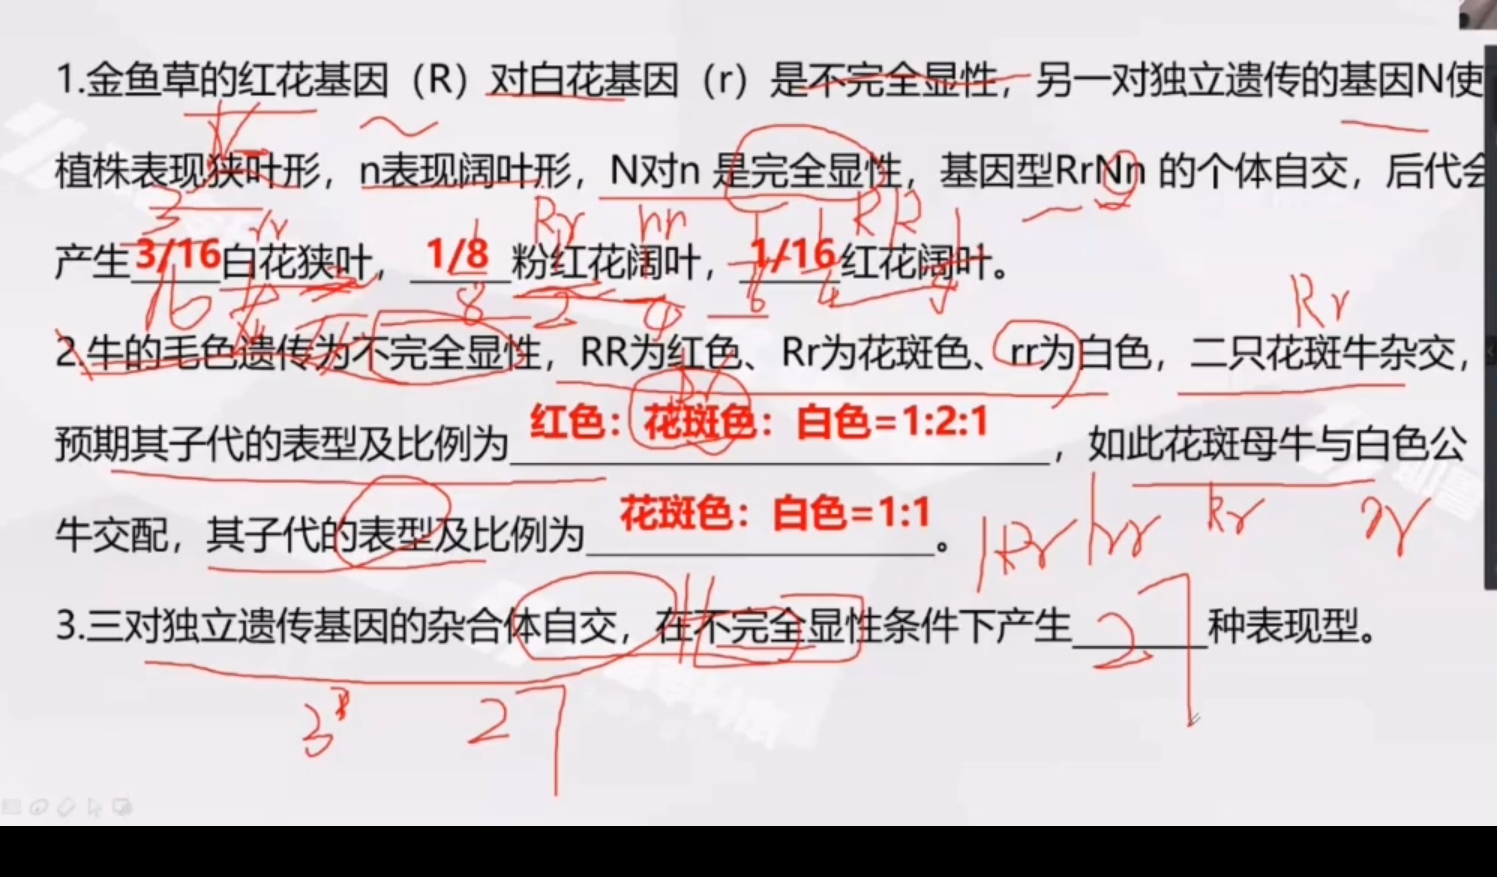 1.金鱼草的红花基因（R）对白花基因（r）是不完全显性，另一对独立遗传的基因N使
植株表现狭叶形，n表现阔叶形，N对n 是完全显性，基因型RrNn 的个体自交，后代会
产生3/16白花狭叶，1/8粉红花阔叶，1/16红花阔叶。
2.牛的毛色遗传为不完全显性，RR为红色、Rr为花斑色、rr为白色，二只花斑牛杂交，
Rr
红色：花斑色：白色=1:2:1
预期其子代的表型及比例为 ，如此花斑母牛与白色公
花斑色：白色=1:1
牛交配，其子代的表型及比例为 。
Rr rr Rr rr
3.三对独立遗传基因的杂合体自交，在不完全显性条件下产生27种表现型。
3³ 27